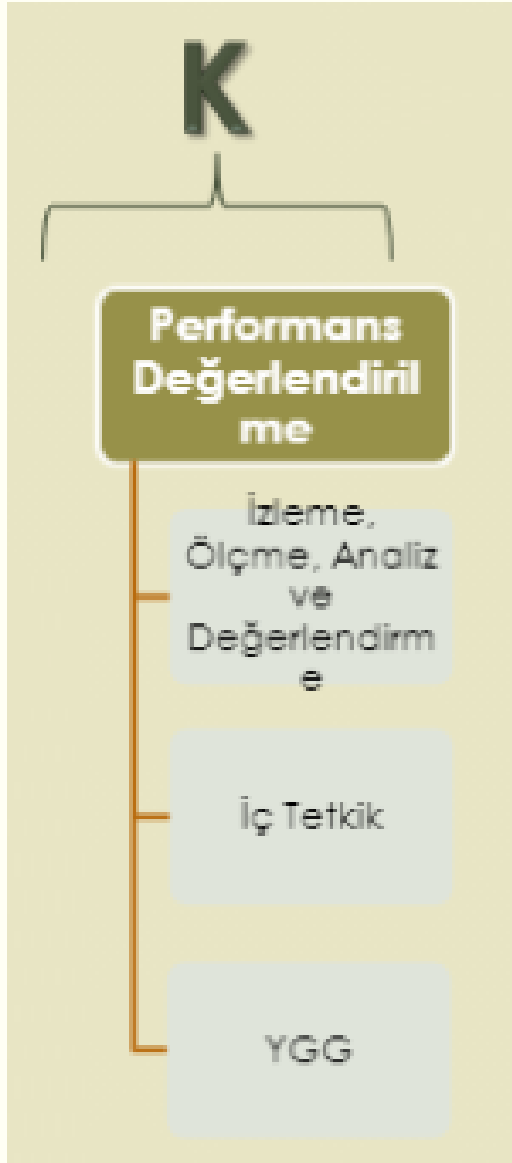 K
Performans
Değerlendiril
me
İzleme,
Ölçme, Analiz
ve
Değerlendirm
e
İç Tetkik
YGG